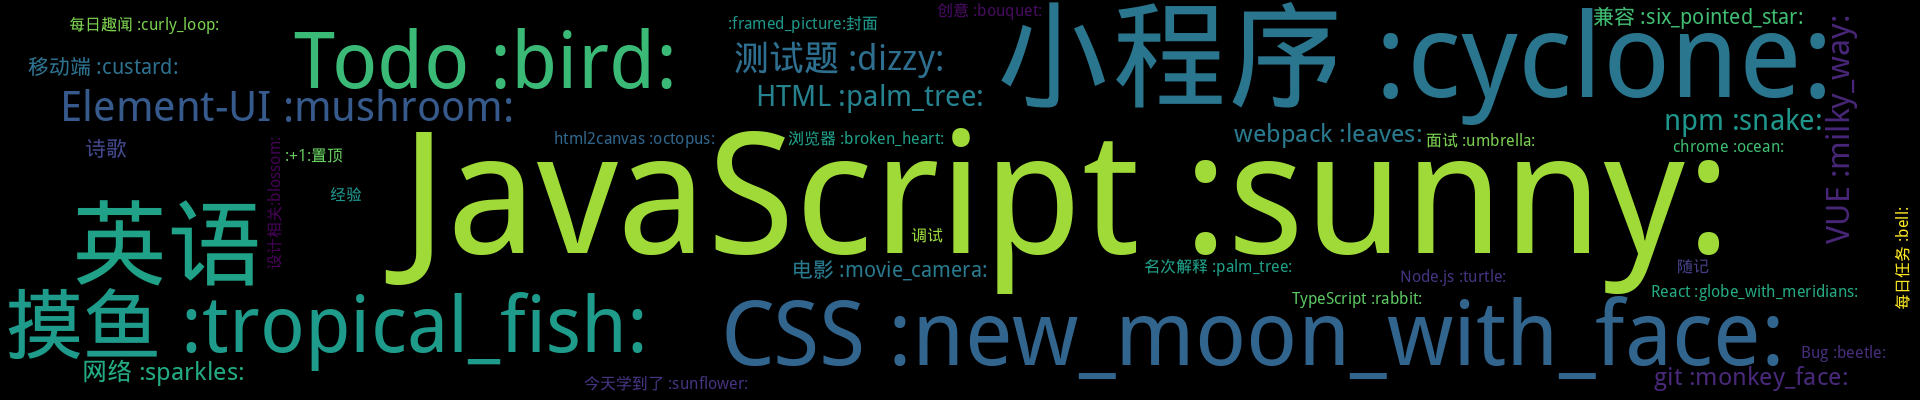 每日趣闻 :curly_loop:
:framed_picture:封面
创意 :bouquet:
兼容 :six_pointed_star:
移动端 :custard:
Todo :bird:
测试题 :dizzy:
小程序 :cyclone:
Element-UI :mushroom:
HTML :palm_tree:
npm :snake:
VUE :milky_way:
诗歌
html2canvas :octopus:
浏览器 :broken_heart:
webpack :leaves:
面试 :umbrella:
chrome :ocean:
设计相关:blossom:
:+1:置顶
经验
JavaScript :sunny:
英语
调试
每日任务 :bell:
电影 :movie_camera:
名次解释 :palm_tree:
Node.js :turtle:
随记
摸鱼 :tropical_fish:
TypeScript :rabbit:
React :globe_with_meridians:
CSS :new_moon_with_face:
网络 :sparkles:
今天学到了 :sunflower:
Bug :beetle:
git :monkey_face: